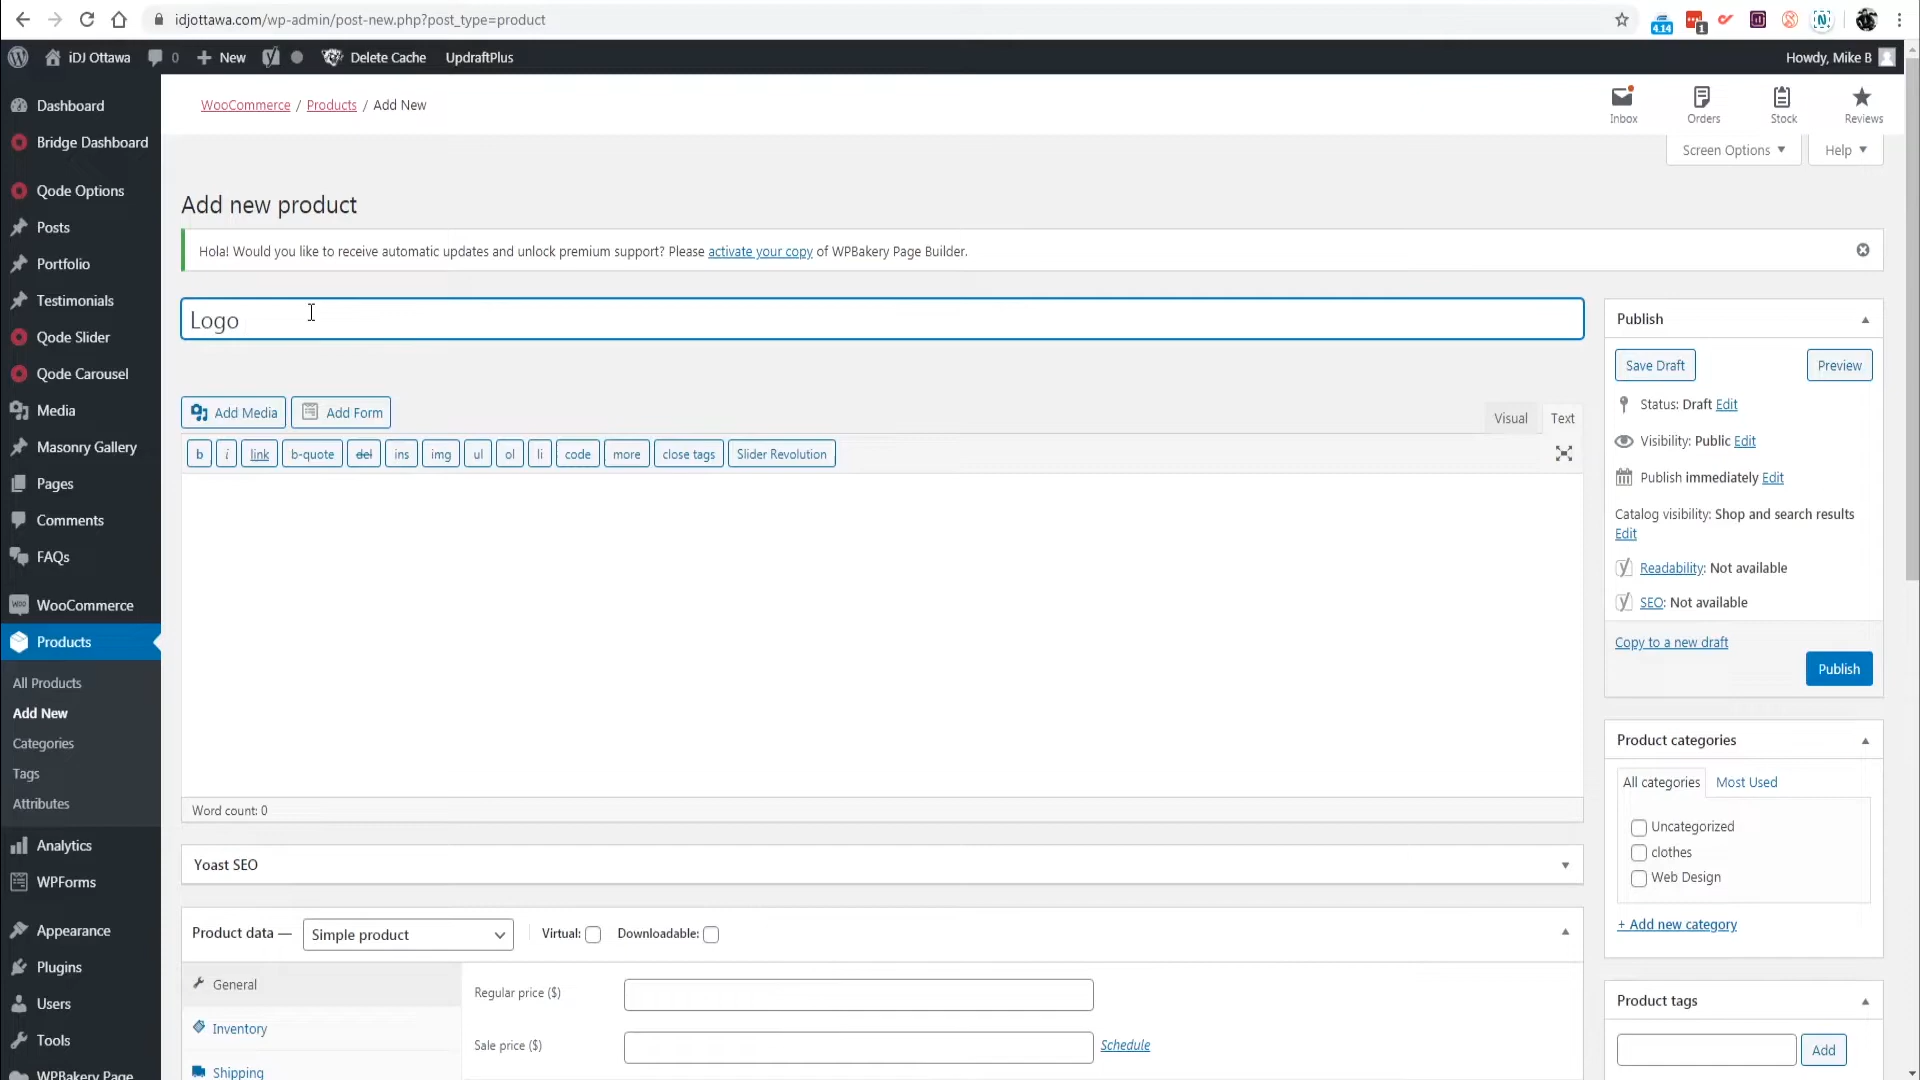 idjottawa.com/wp-admin/post-new.php?post_type=product
4.14
1
iDJ Ottawa
0
New
Delete Cache
UpdraftPlus
Howdy, Mike B
Dashboard
Bridge Dashboard
Qode Options
Posts
Portfolio
Testimonials
Qode Slider
Qode Carousel
Media
Masonry Gallery
Pages
Comments
FAQs
WooCommerce
Products
All Products
Add New
Categories
Tags
Attributes
Analytics
WPForms
Appearance
Plugins
Users
Tools
WPBakery Page
WooCommerce / Products / Add New
Inbox
Orders
Stock
Reviews
Screen Options
Help
Add new product
Hola! Would you like to receive automatic updates and unlock premium support? Please activate your copy of WPBakery Page Builder.
Logo
Add Media
Add Form
Visual
Text
b
i
link
b-quote
del
ins
img
ul
ol
li
code
more
close tags
Slider Revolution
Word count: 0
Yoast SEO
Product data — Simple product
Virtual:
Downloadable:
General
Inventory
Shipping
Regular price ($)
Sale price ($)
Schedule
Publish
Save Draft
Preview
Status: Draft Edit
Visibility: Public Edit
Publish immediately Edit
Catalog visibility: Shop and search results
Edit
Readability: Not available
SEO: Not available
Copy to a new draft
Publish
Product categories
All categories
Most Used
Uncategorized
clothes
Web Design
+ Add new category
Product tags
Add